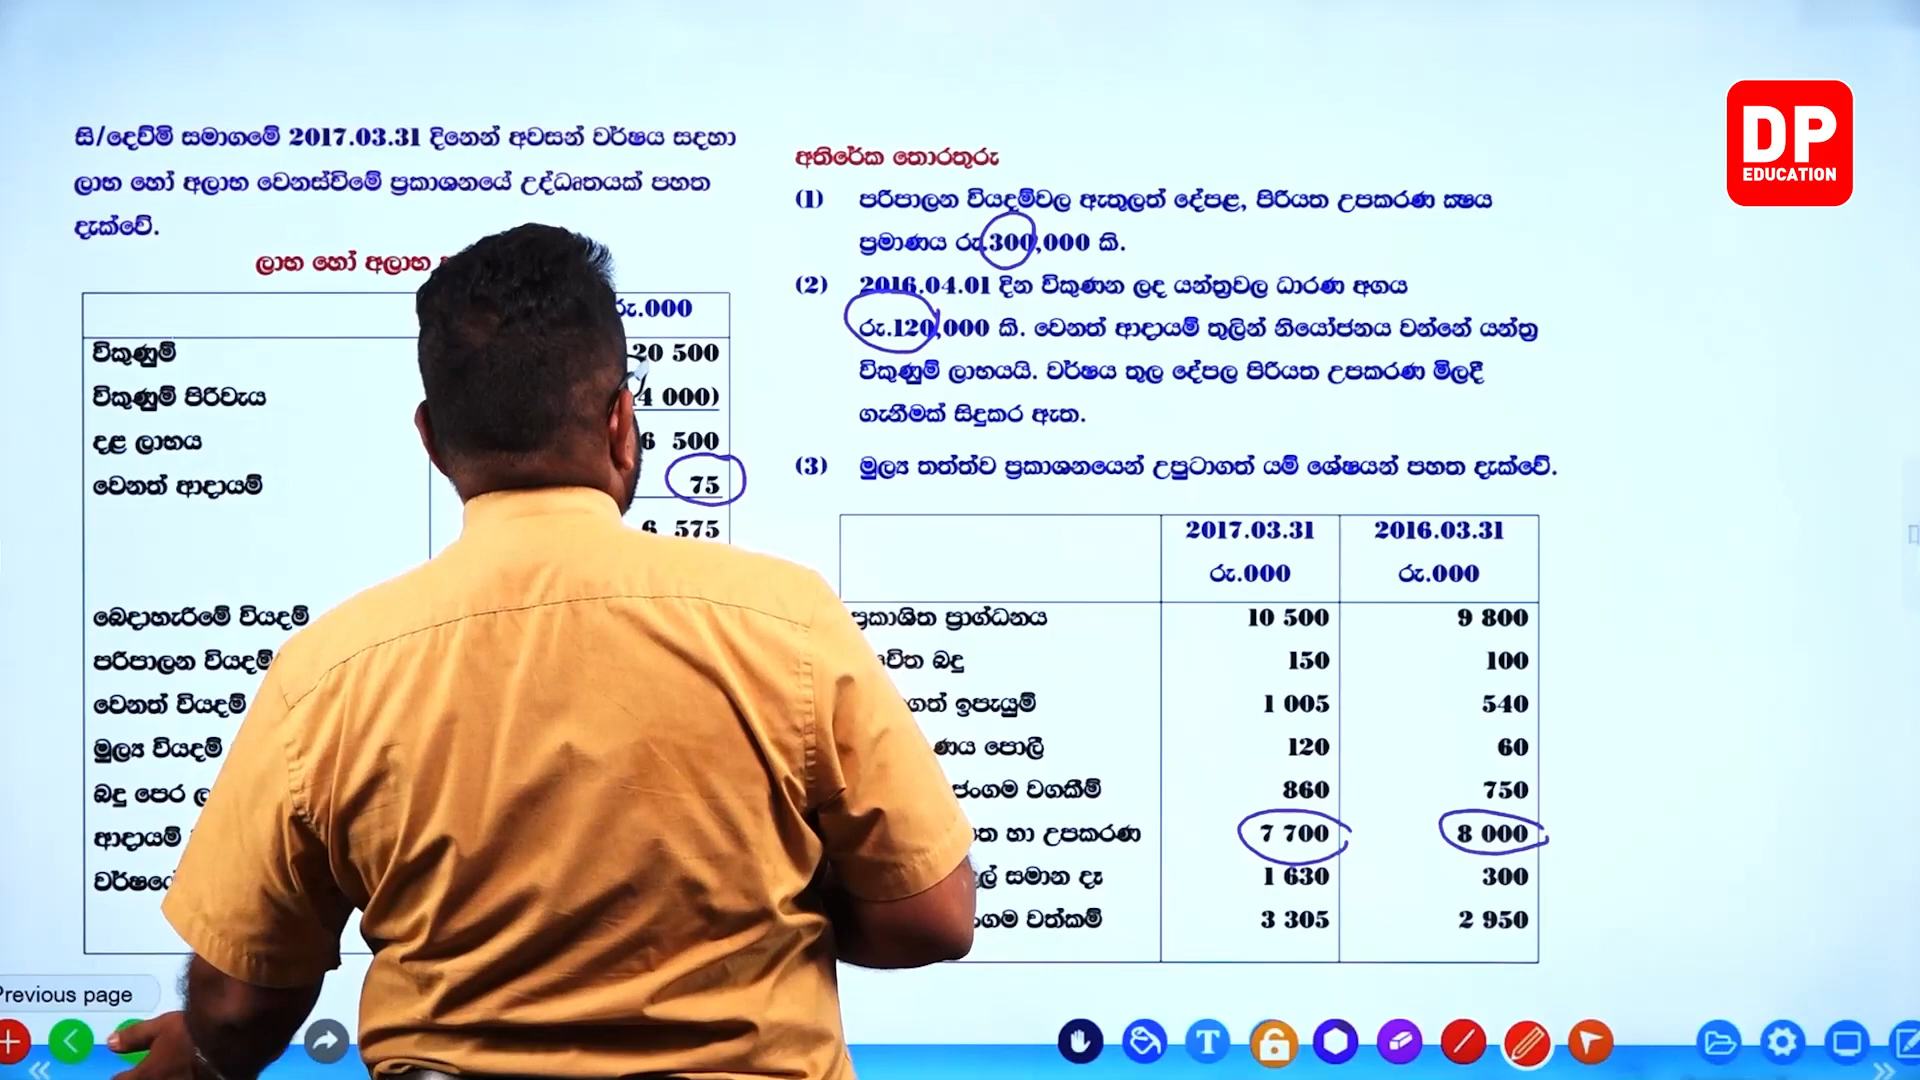 සි/දෙව්මි සමාගමේ 2017.03.31 දිනෙන් අවසන් වර්ෂය සඳහා
ලාභ හෝ අලාභ වෙනස්වීමේ ප්‍රකාශනයේ උද්ධෘතයක් පහත
දැක්වේ.
ලාභ හෝ අලාභ
රු.000
විකුණුම් 20 500
විකුණුම් පිරිවැය 4 000)
දළ ලාභය 6 500
වෙනත් ආදායම් 75
6 575
බෙදාහැරීමේ වියදම්
පරිපාලන වියදම්
වෙනත් වියදම්
මූල්‍ය වියදම්
බදු පෙර
ආදායම්
අතිරේක තොරතුරු
(1) පරිපාලන වියදම්වල ඇතුලත් දේපළ, පිරියත උපකරණ ක්‍ෂය
ප්‍රමාණය රු.300,000 කි.
(2) 2016.04.01 දින විකුණන ලද යන්ත්‍රවල ධාරණ අගය
රු.120,000 කි. වෙනත් ආදායම් තුලින් නියෝජනය වන්නේ යන්ත්‍ර
විකුණුම් ලාභයයි. වර්ෂය තුල දේපල පිරියත උපකරණ මිලදී
ගැනීමක් සිදුකර ඇත.
(3) මූල්‍ය තත්ත්ව ප්‍රකාශනයෙන් උපුටාගත් යම් ශේෂයන් පහත දැක්වේ.
2017.03.31 2016.03.31
රු.000 රු.000
ප්‍රකාශිත ප්‍රාග්ධනය 10 500 9 800
බදු 150 100
ඉපැයුම් 1 005 540
පොලී 120 60
ජංගම වගකීම් 860 750
හා උපකරණ 7 700 8 000
සමාන දෑ 1 630 300
වත්කම් 3 305 2 950
DP
EDUCATION
Previous page